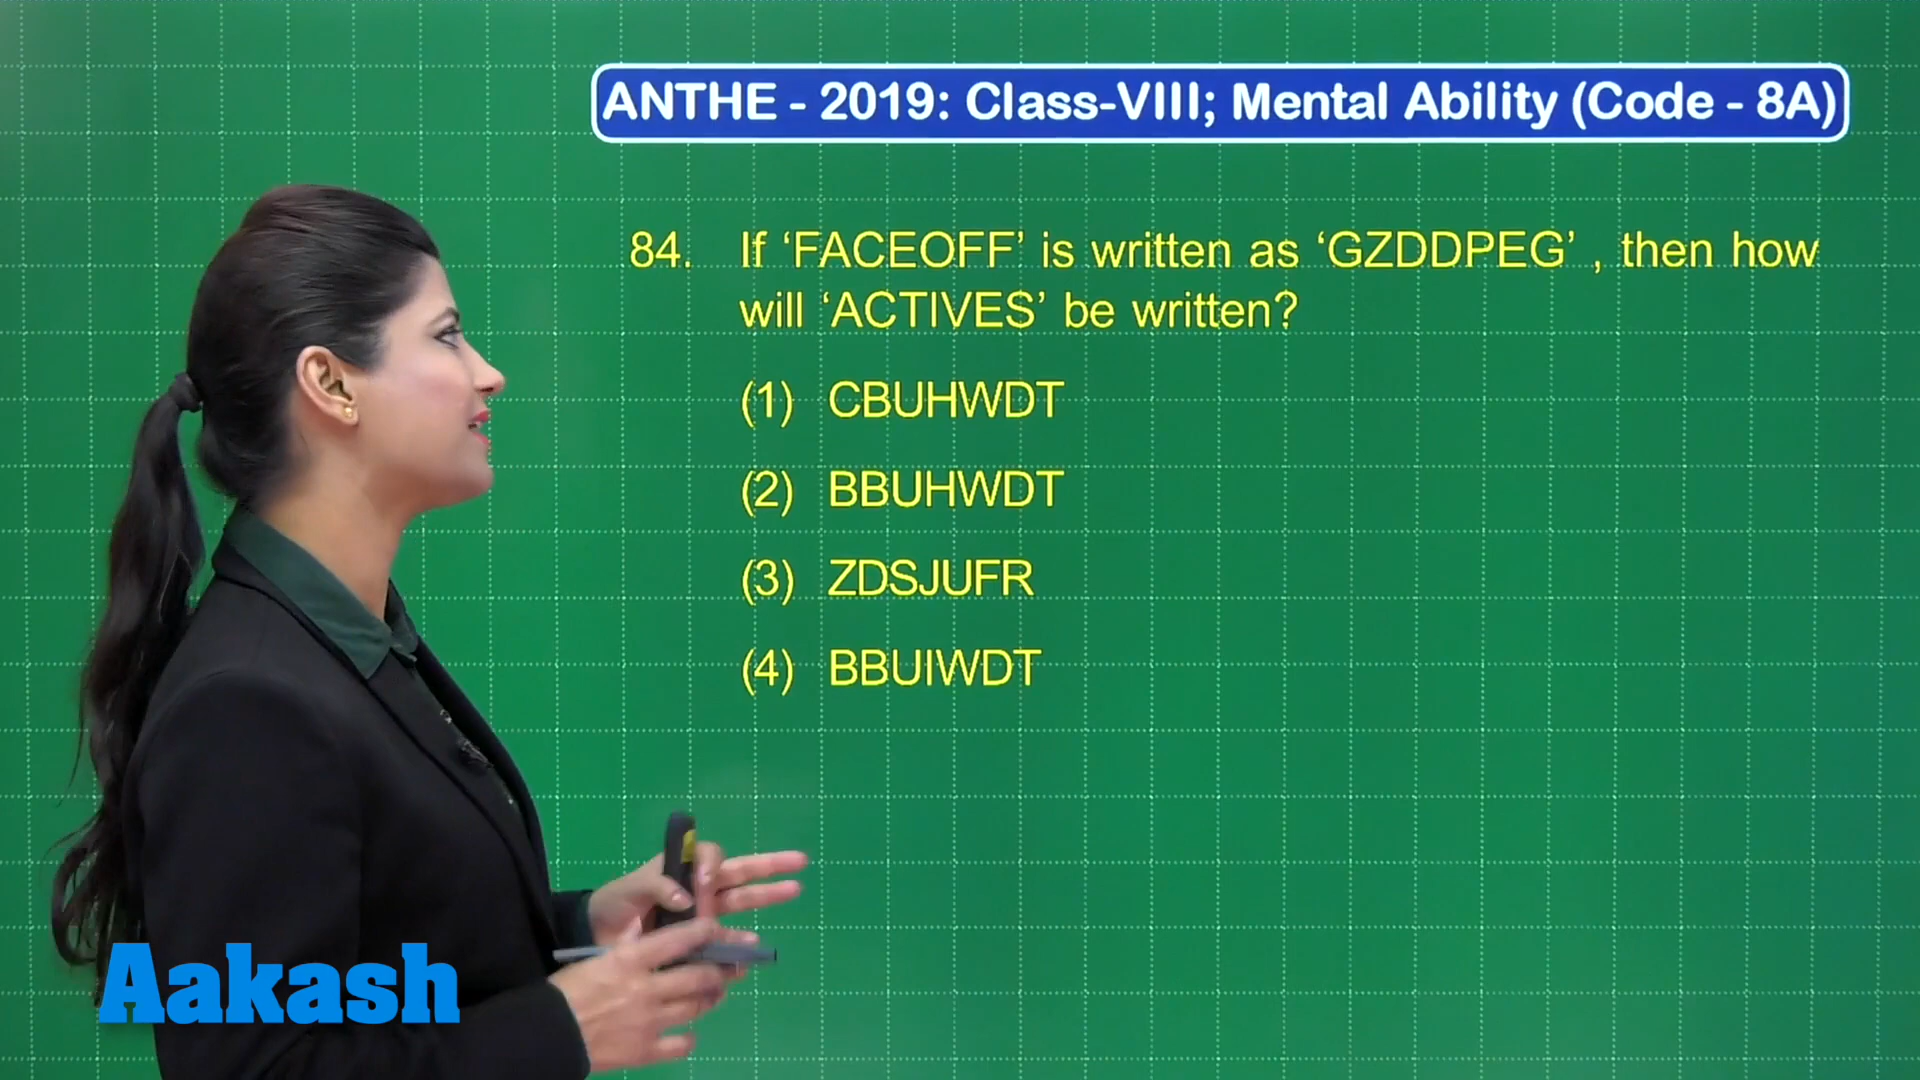 ANTHE - 2019: Class-VIII; Mental Ability (Code - 8A)
84. If ‘FACEOFF’ is written as ‘GZDDPEG’ , then how
will ‘ACTIVES’ be written?
(1) CBUHWDT
(2) BBUHWDT
(3) ZDSJUFR
(4) BBUIWDT
Aakash